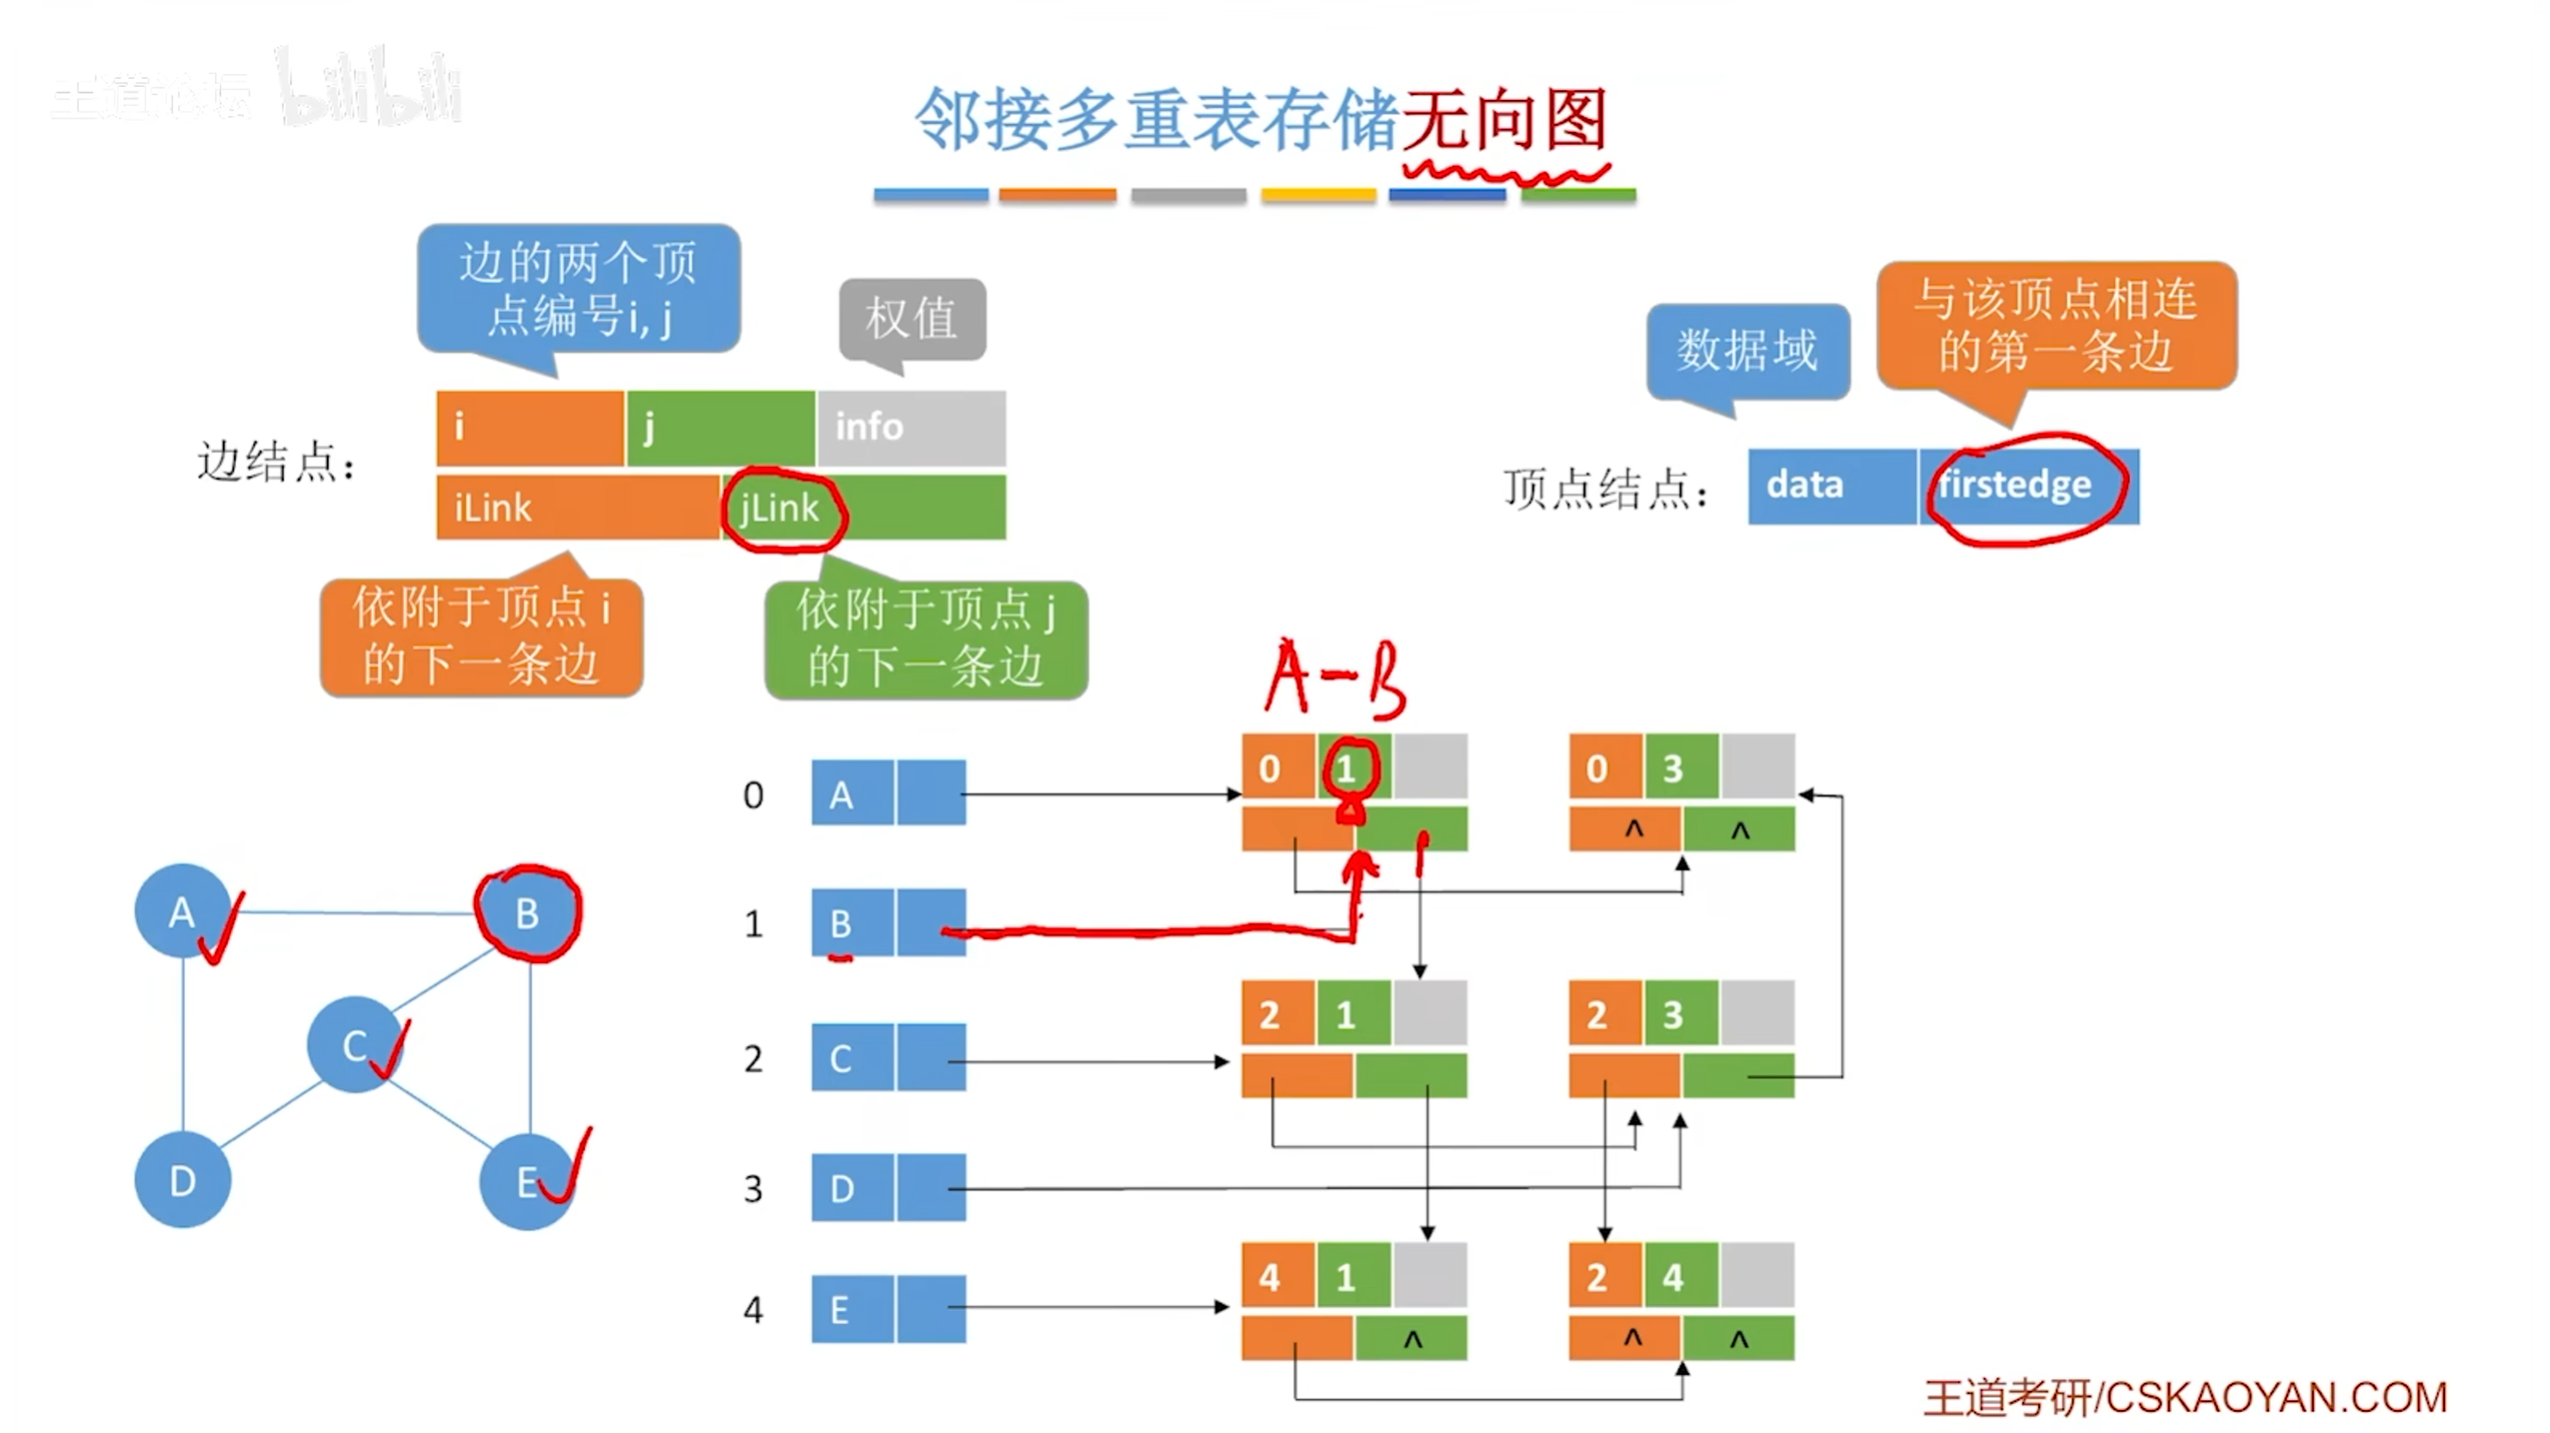 王道论坛 bilibili
邻接多重表存储无向图
边的两个顶
点编号i, j
权值
数据域
与该顶点相连
的第一条边
边结点：
i j info
iLink jLink
顶点结点：
data firstedge
依附于顶点 i
的下一条边
依附于顶点 j
的下一条边
A-B
0 A
0 1
0 3
^ ^
1 B
2 C
2 1
2 3
3 D
4 E
4 1
^
2 4
^ ^
A B
C
D E
王道考研/CSKAOYAN.COM